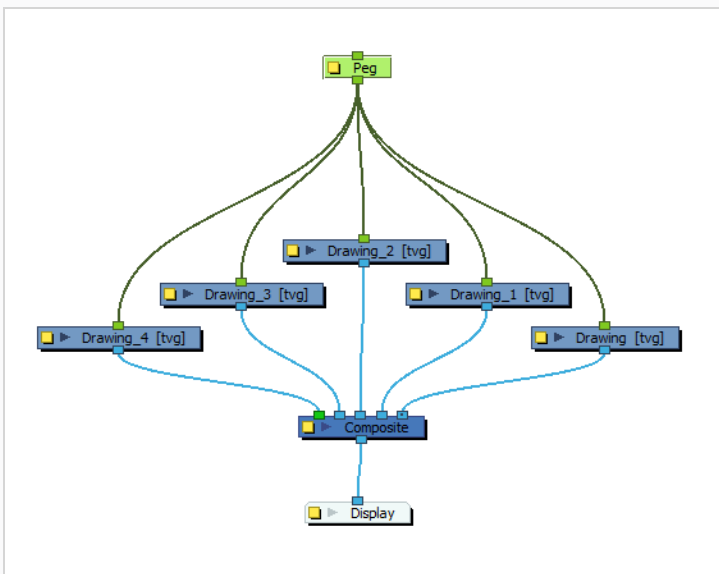 Peg
Drawing_2 [tvg]
Drawing_3 [tvg]
Drawing_1 [tvg]
Drawing_4 [tvg]
Drawing [tvg]
Composite
Display